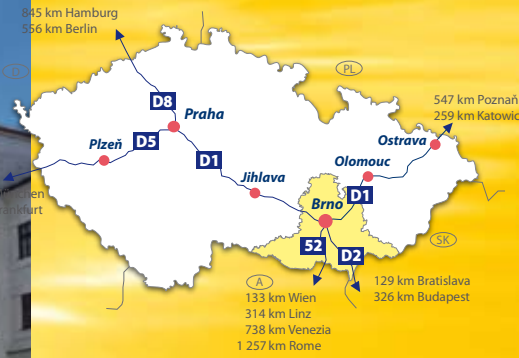 845 km Hamburg
556 km Berlin
D
PL
D8
547 km Poznań
Praha
259 km Katowic
Ostrava
Plzeň
D5
D1
Olomouc
Jihlava
D1
Brno
52
SK
D2
A
129 km Bratislava
133 km Wien
326 km Budapest
314 km Linz
738 km Venezia
1 257 km Rome